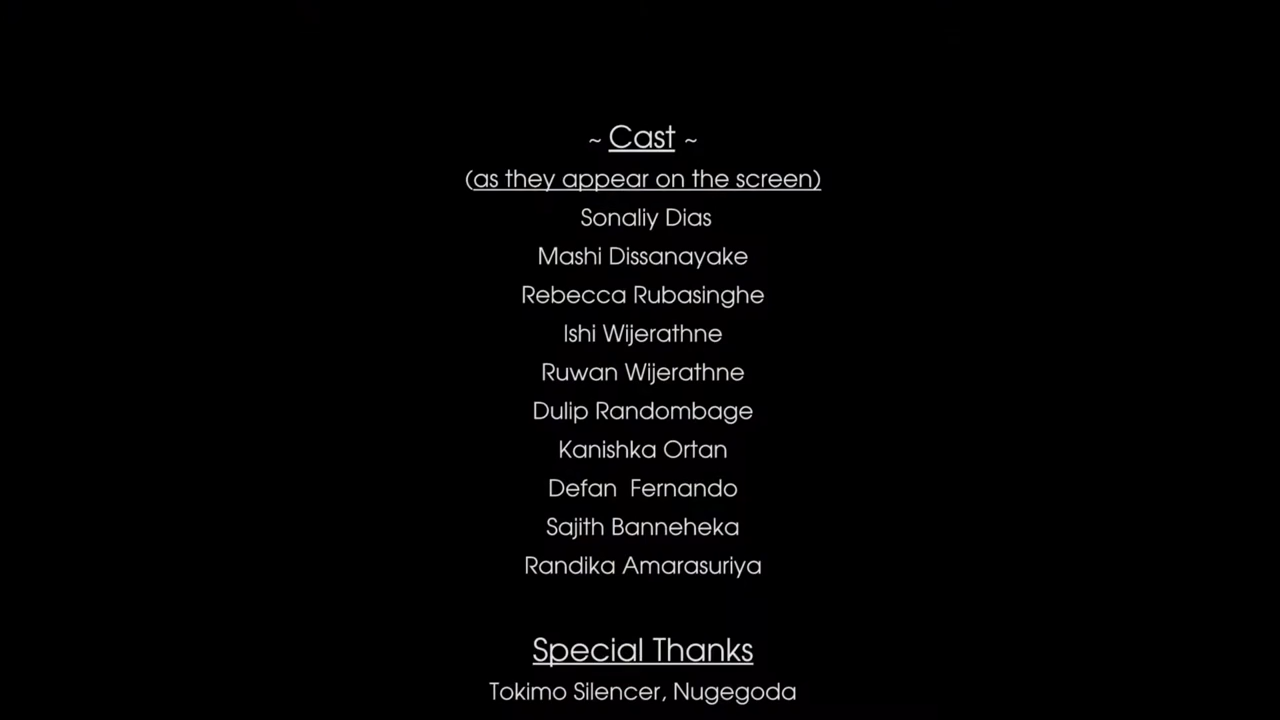 ~ Cast ~
(as they appear on the screen)
Sonaliy Dias
Mashi Dissanayake
Rebecca Rubasinghe
Ishi Wijerathne
Ruwan Wijerathne
Dulip Randombage
Kanishka Ortan
Defan  Fernando
Sajith Banneheka
Randika Amarasuriya
Special Thanks
Tokimo Silencer, Nugegoda